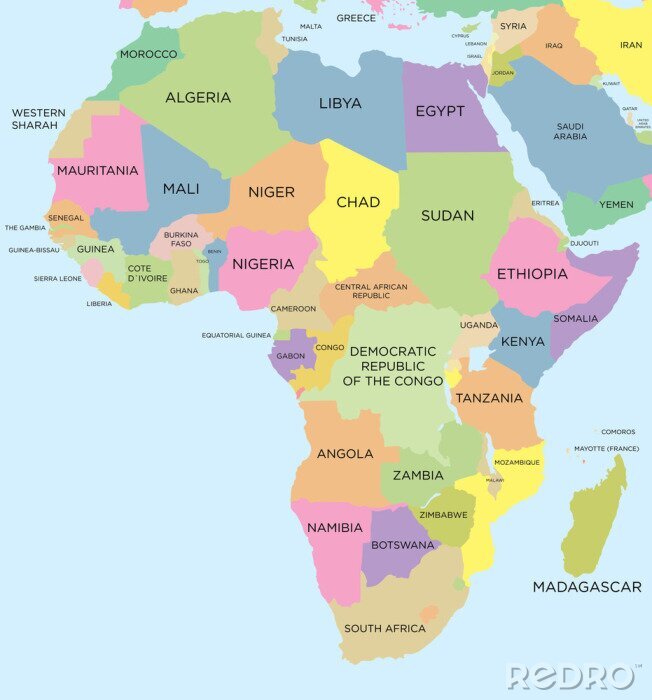 GREECE
MALTA
TUNISIA
CYPRUS
LEBANON
ISRAEL
SYRIA
JORDAN
IRAQ
IRAN
KUWAIT
QATAR
UNITED
ARAB
EMIRATES
SAUDI
ARABIA
YEMEN
MOROCCO
ALGERIA
LIBYA
EGYPT
WESTERN
SHARAH
MAURITANIA
MALI
NIGER
CHAD
SUDAN
ERITREA
DJUOUTI
SENEGAL
THE GAMBIA
GUINEA-BISSAU
GUINEA
SIERRA LEONE
LIBERIA
COTE
D`IVOIRE
BURKINA
FASO
GHANA
TOGO
BENIN
NIGERIA
CAMEROON
CENTRAL AFRICAN
REPUBLIC
ETHIOPIA
SOMALIA
EQUATORIAL GUINEA
GABON
CONGO
DEMOCRATIC
REPUBLIC
OF THE CONGO
UGANDA
KENYA
TANZANIA
COMOROS
MAYOTTE (FRANCE)
ANGOLA
ZAMBIA
MALAWI
MOZAMBIQUE
ZIMBABWE
NAMIBIA
BOTSWANA
MADAGASCAR
SOUTH AFRICA
REDRO